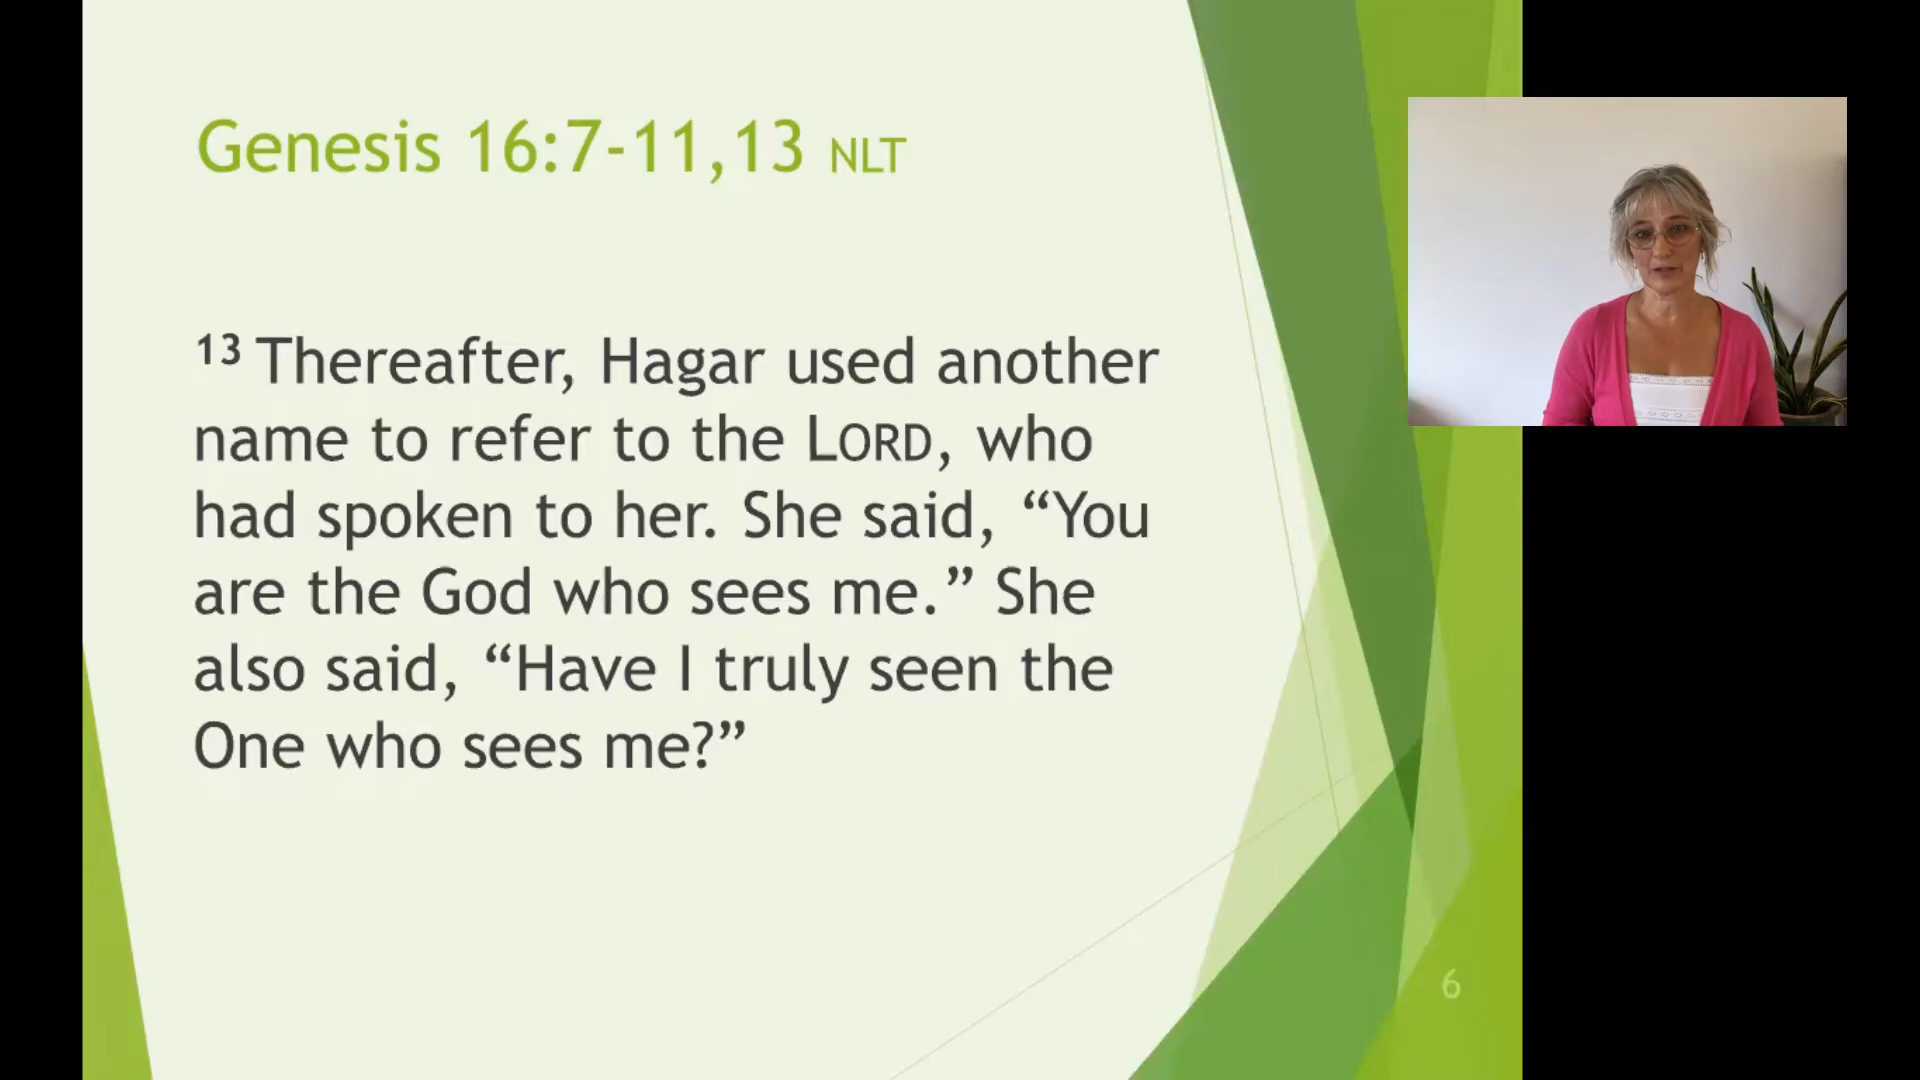 Genesis 16:7-11,13 NLT
13 Thereafter, Hagar used another
name to refer to the LORD, who
had spoken to her. She said, “You
are the God who sees me.” She
also said, “Have I truly seen the
One who sees me?”
6